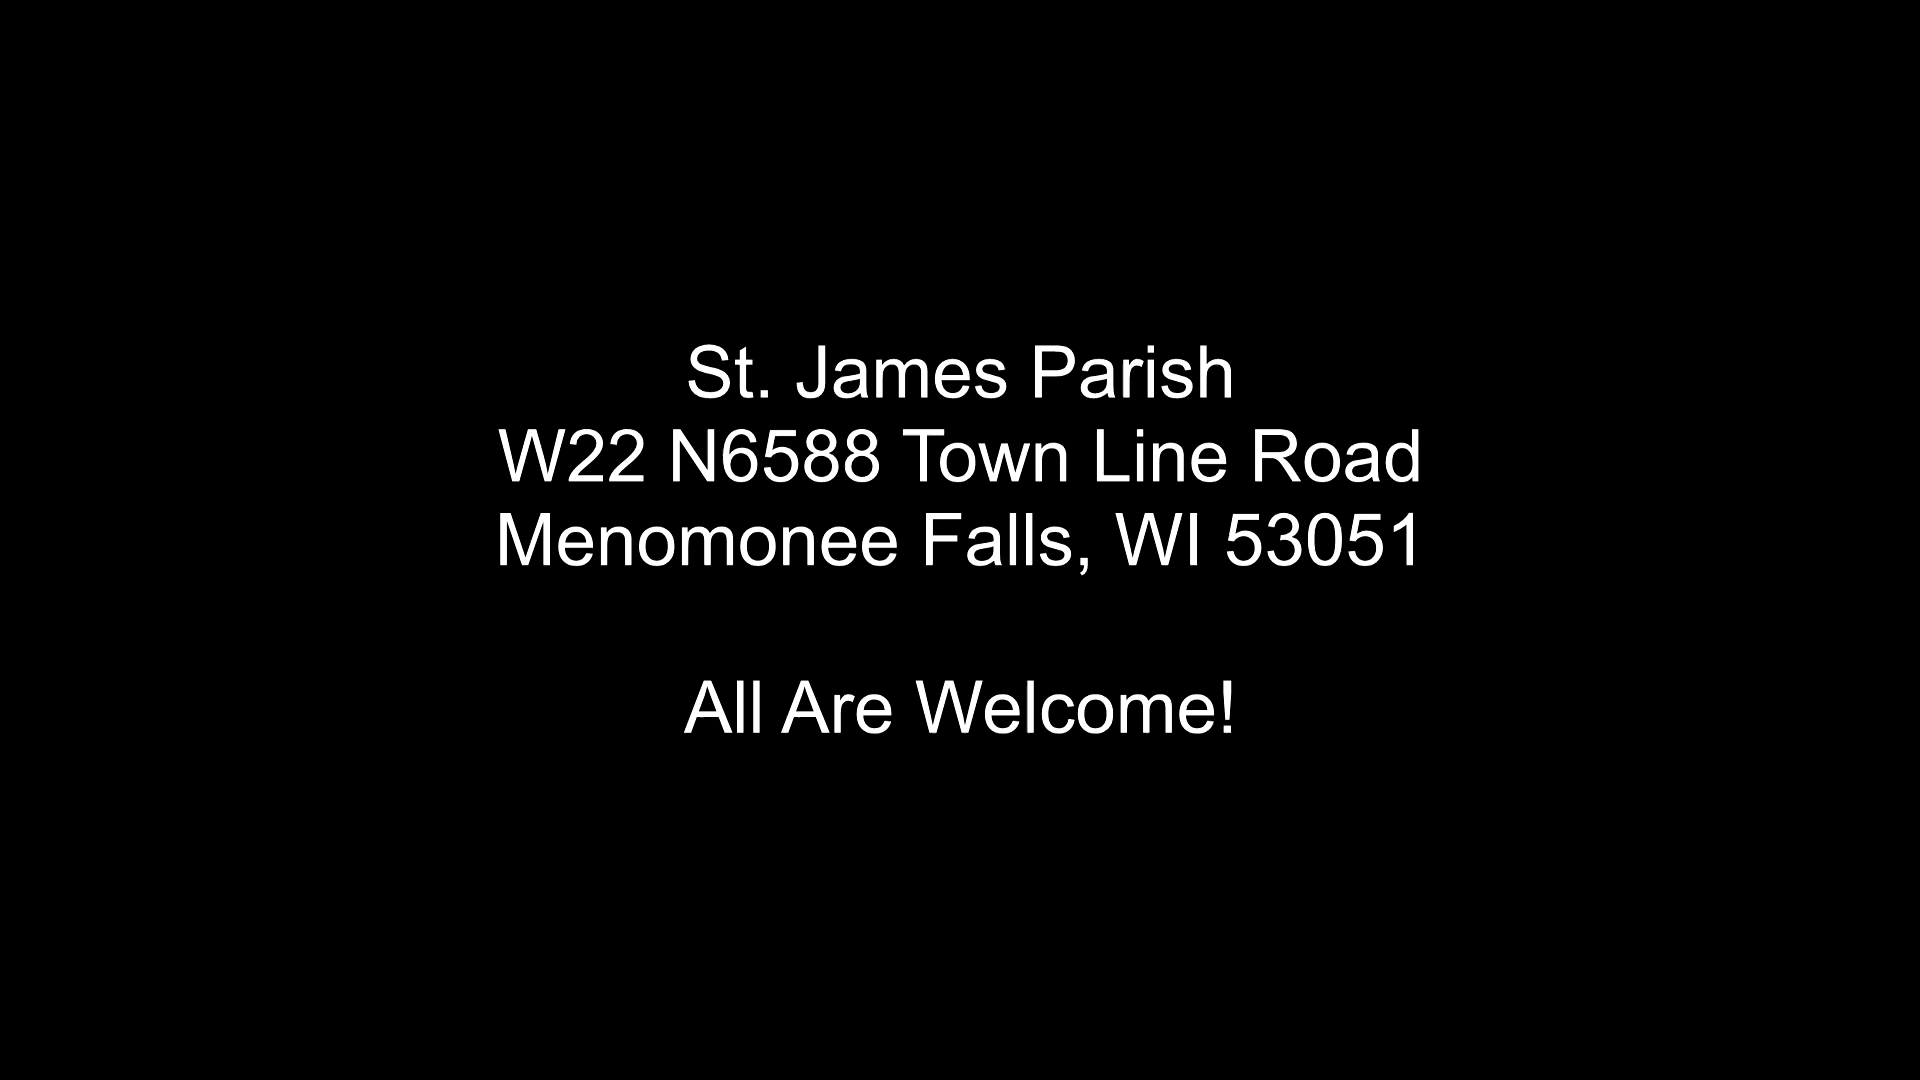 St. James Parish
W22 N6588 Town Line Road
Menomonee Falls, WI 53051
All Are Welcome!